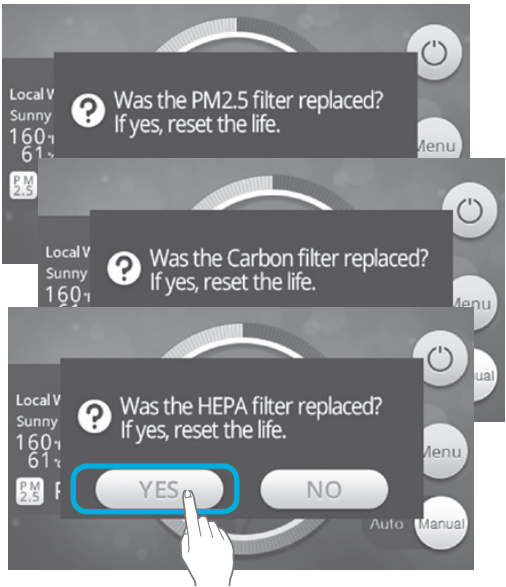 Local W
Sunny
160
61
PM
2.5
Was the PM2.5 filter replaced?
If yes, reset the life.
Menu
Local W
Sunny
160
Was the Carbon filter replaced?
If yes, reset the life.
Menu
Local W
Sunny
160
61
PM
2.5
Was the HEPA filter replaced?
If yes, reset the life.
YES
NO
Menu
Auto
Manual